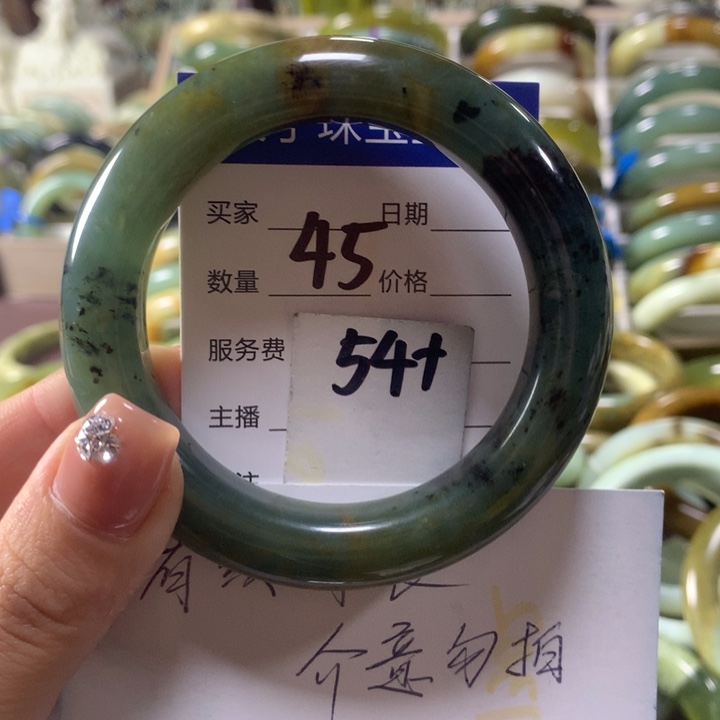 珠宝
买家 45 日期
数量 价格
服务费 54+
主播
介意勿拍